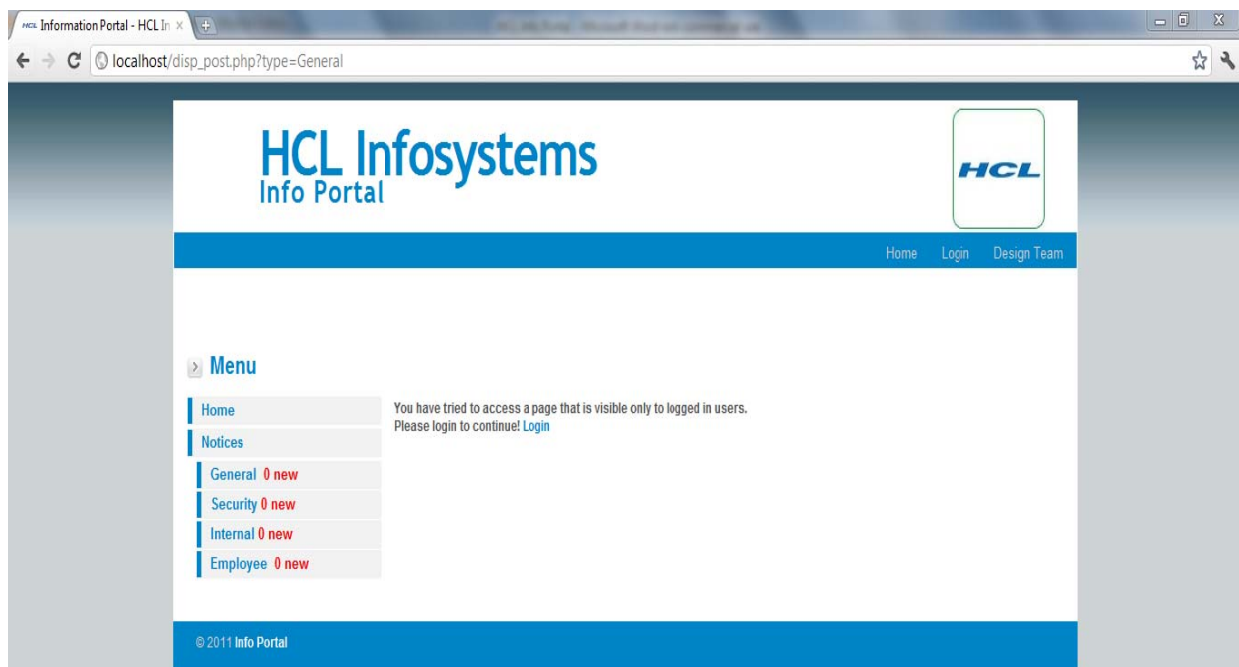 HCL Information Portal - HCL In
localhost/disp_post.php?type=General
HCL Infosystems
Info Portal
HCL
Home Login Design Team
Menu
Home
Notices
General 0 new
Security 0 new
Internal 0 new
Employee 0 new
You have tried to access a page that is visible only to logged in users.
Please login to continue! Login
© 2011 Info Portal